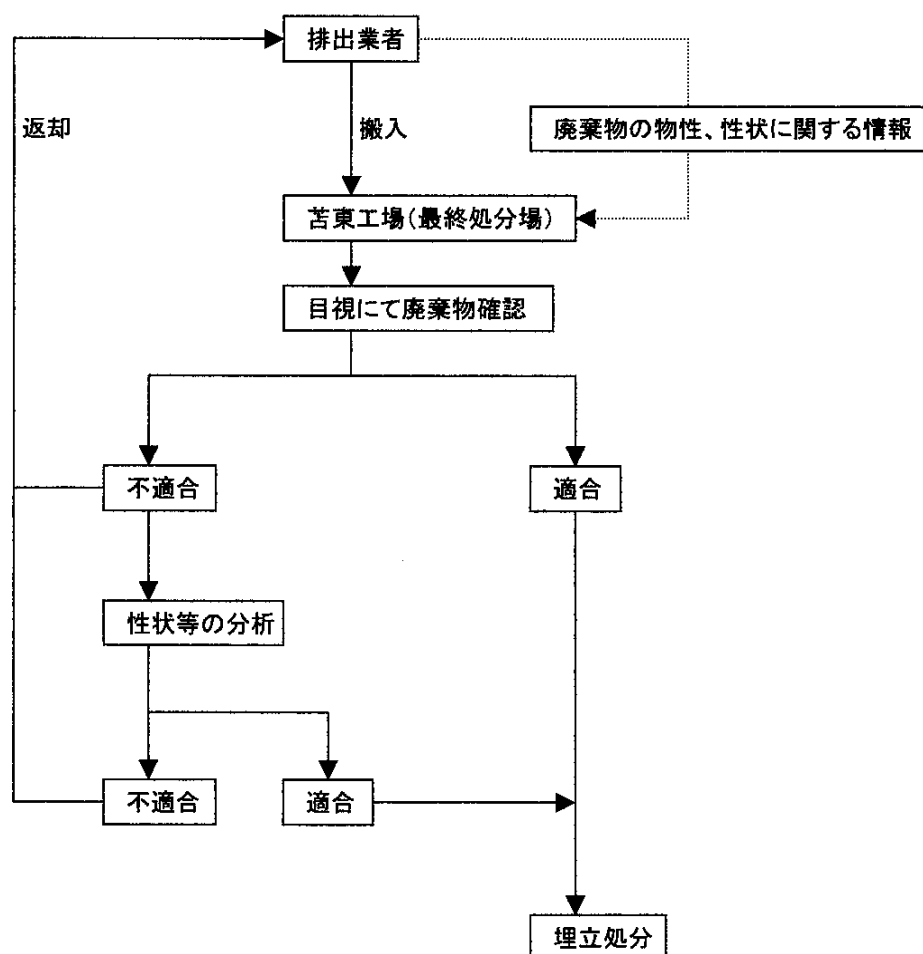 排出業者
返却
搬入
廃棄物の物性、性状に関する情報
苫東工場(最終処分場)
目視にて廃棄物確認
不適合
適合
性状等の分析
不適合
適合
埋立処分